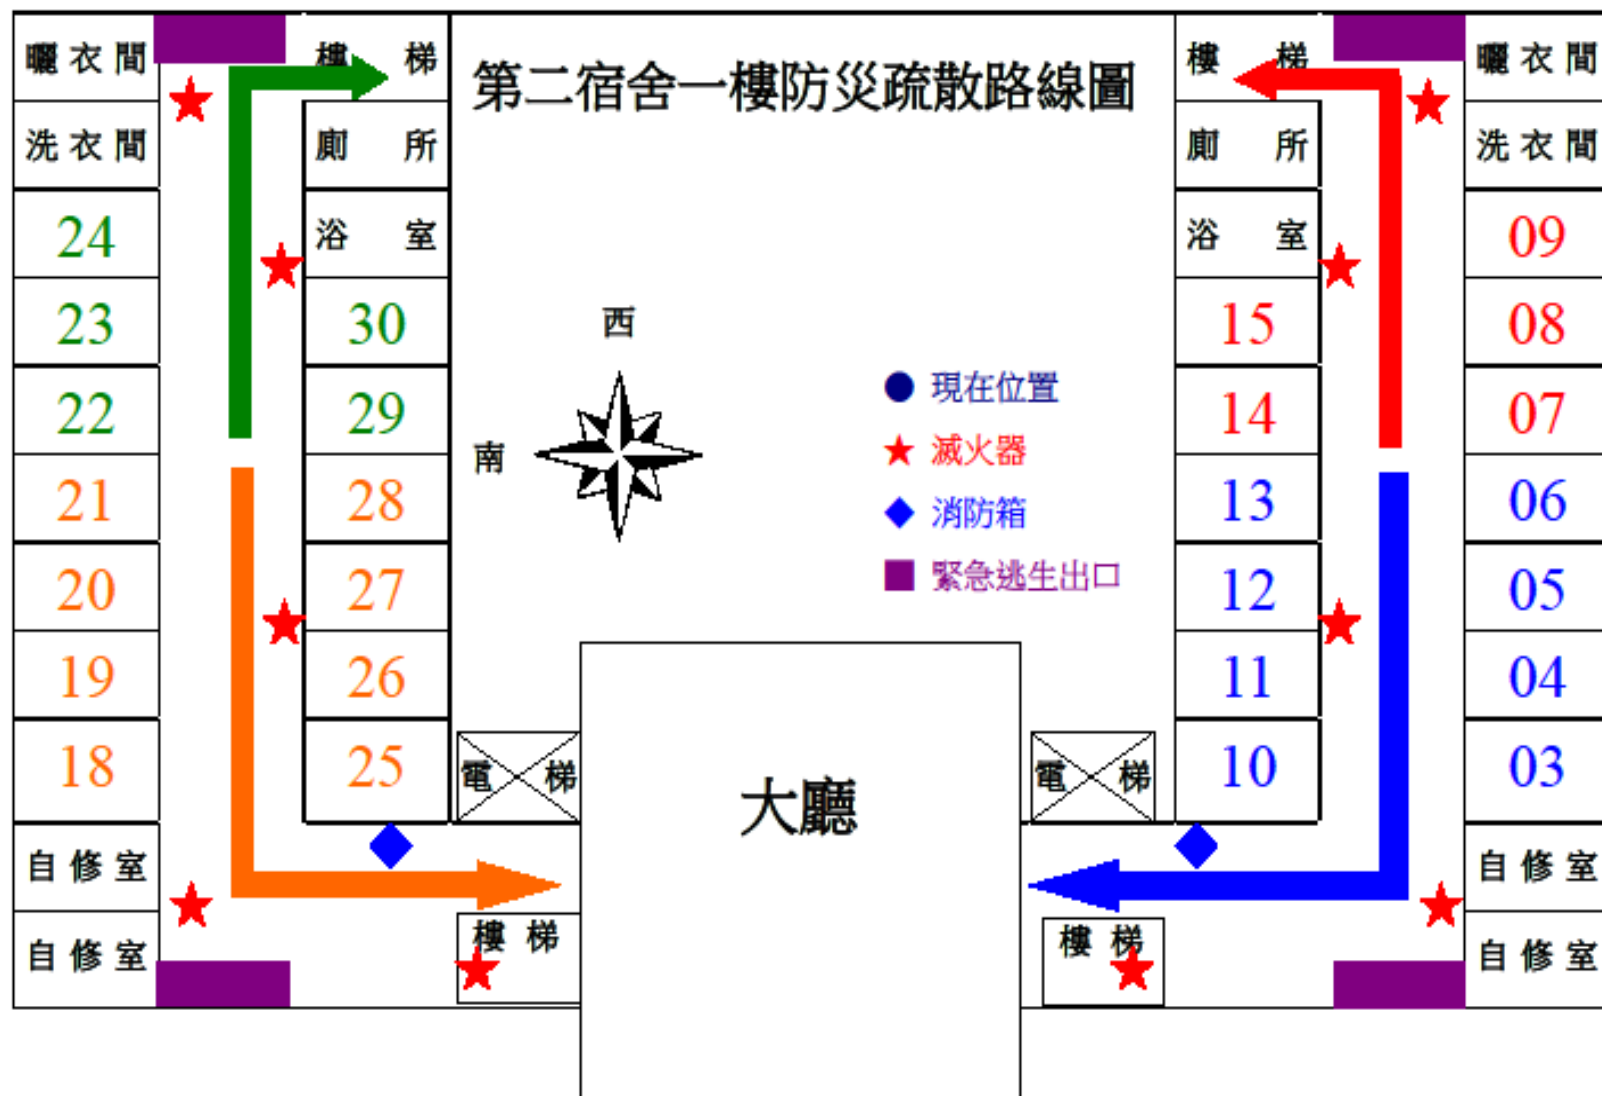 第二宿舍一樓防災疏散路線圖
曬衣間
洗衣間
24
23
22
21
20
19
18
自修室
自修室
樓梯
廁所
浴室
30
29
28
27
26
25
電梯
樓梯
西
南
現在位置
滅火器
消防箱
緊急逃生出口
大廳
樓梯
廁所
浴室
15
14
13
12
11
10
電梯
樓梯
曬衣間
洗衣間
09
08
07
06
05
04
03
自修室
自修室